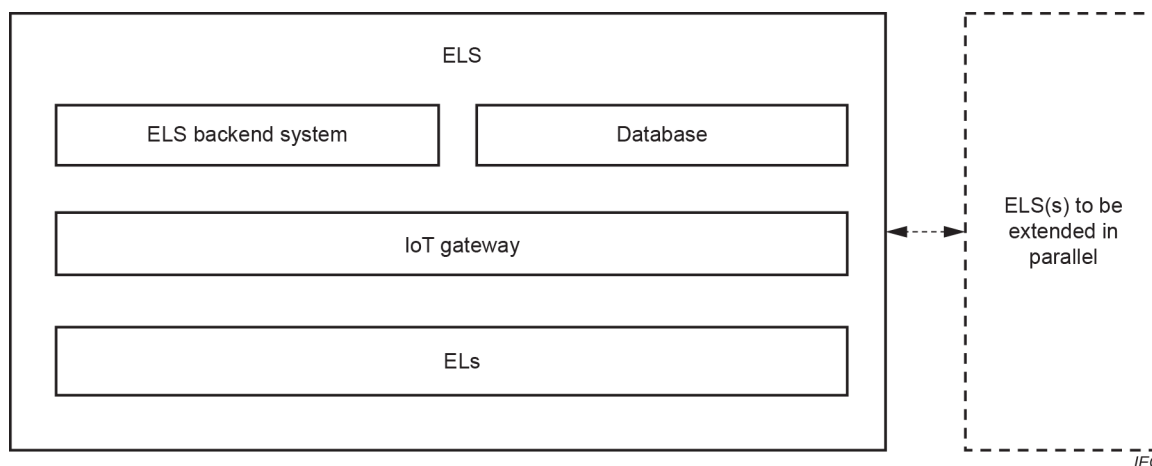 ELS
ELS backend system
Database
IoT gateway
ELs
ELS(s) to be
extended in
parallel